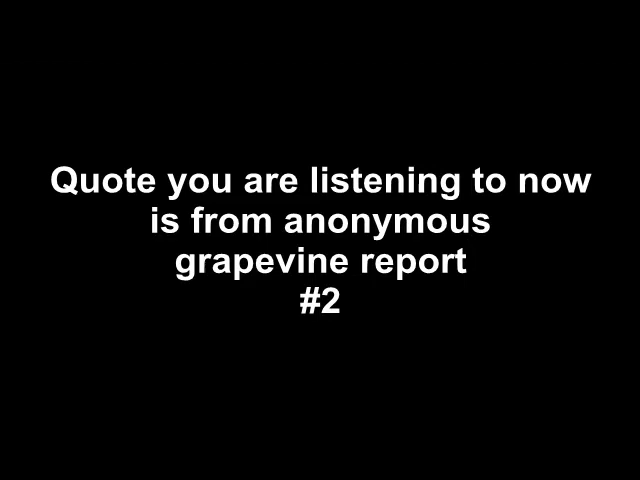 Quote you are listening to now
is from anonymous
grapevine report
#2